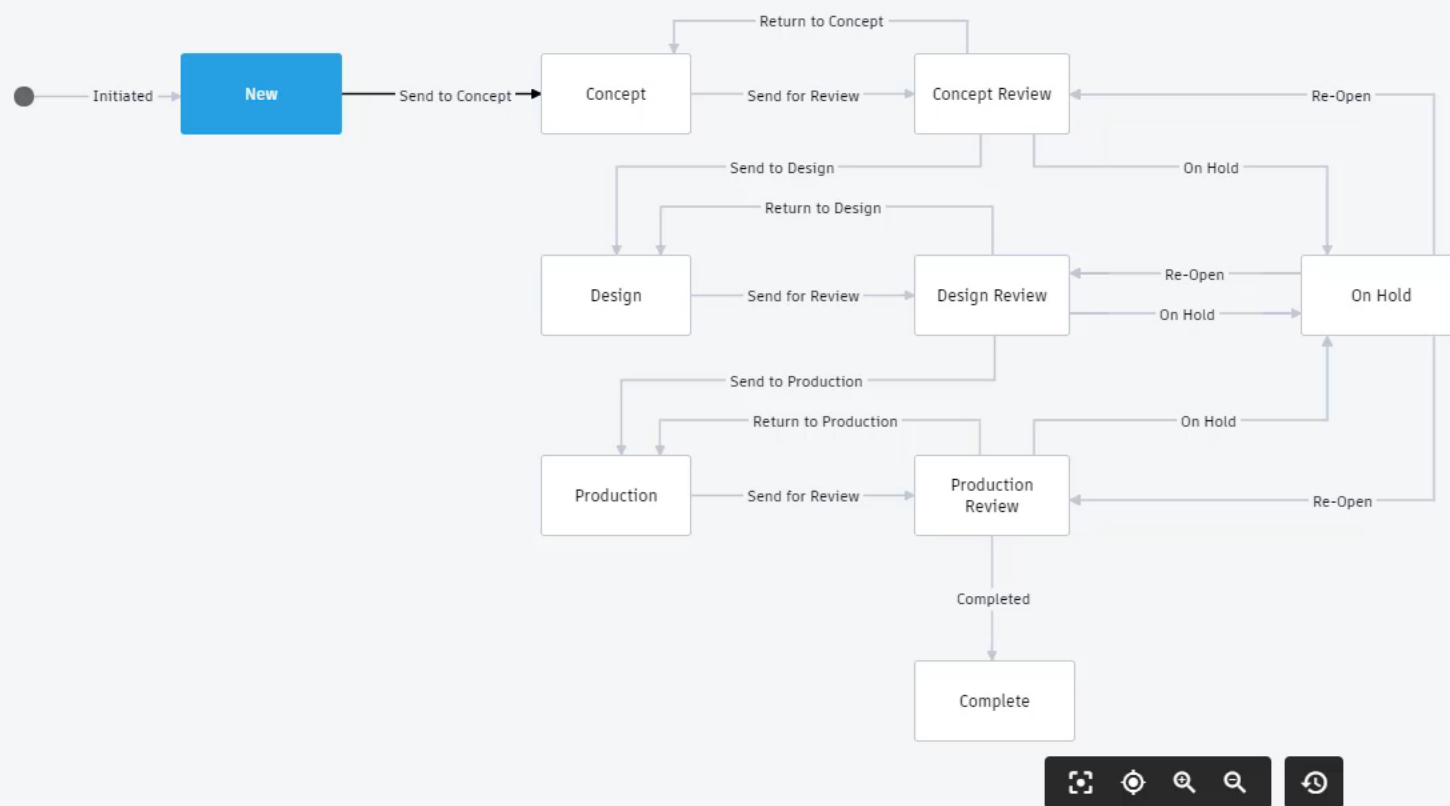 Return to Concept
Initiated
New
Send to Concept
Concept
Send for Review
Concept Review
Re-Open
Send to Design
On Hold
Return to Design
Design
Send for Review
Design Review
Re-Open
On Hold
On Hold
Send to Production
Return to Production
On Hold
Production
Send for Review
Production
Review
Re-Open
Completed
Complete